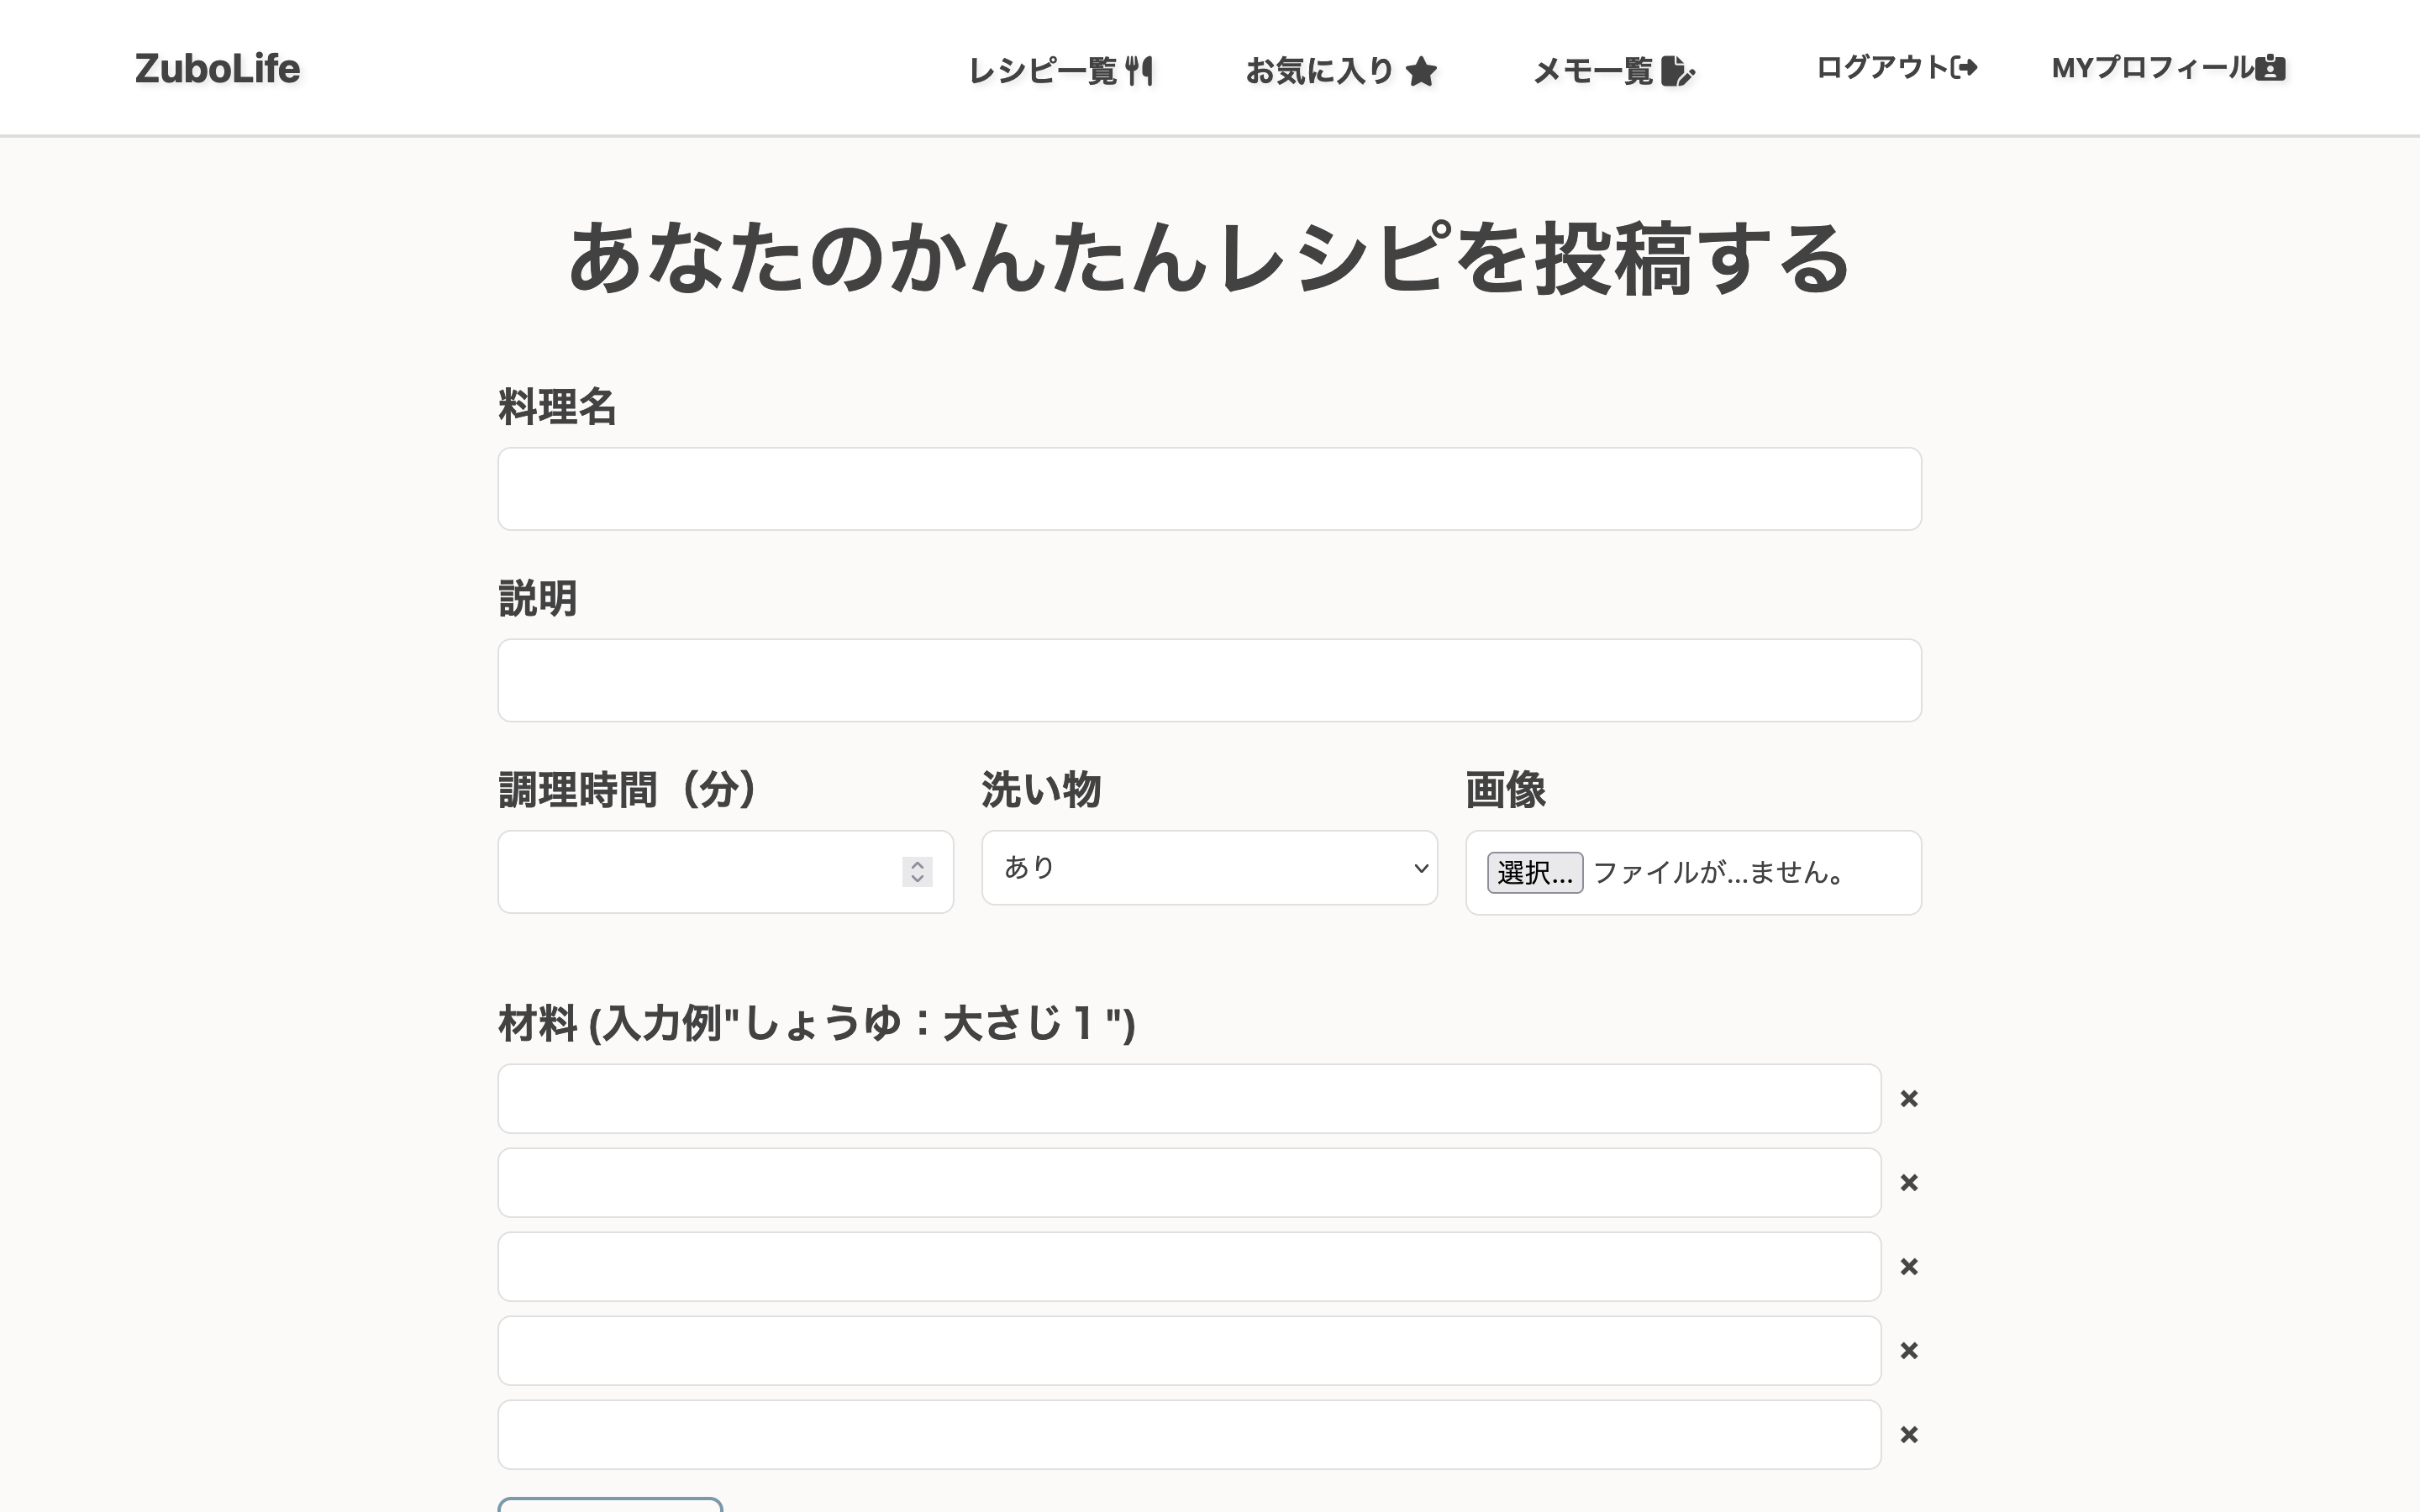 ZuboLife
レシピ一覧
お気に入り
メモ一覧
ログアウト
MYプロフィール
あなたのかんたんレシピを投稿する
料理名
説明
調理時間（分）
洗い物
画像
あり
選択...
ファイルが...ません。
材料 (入力例"しょうゆ：大さじ１")